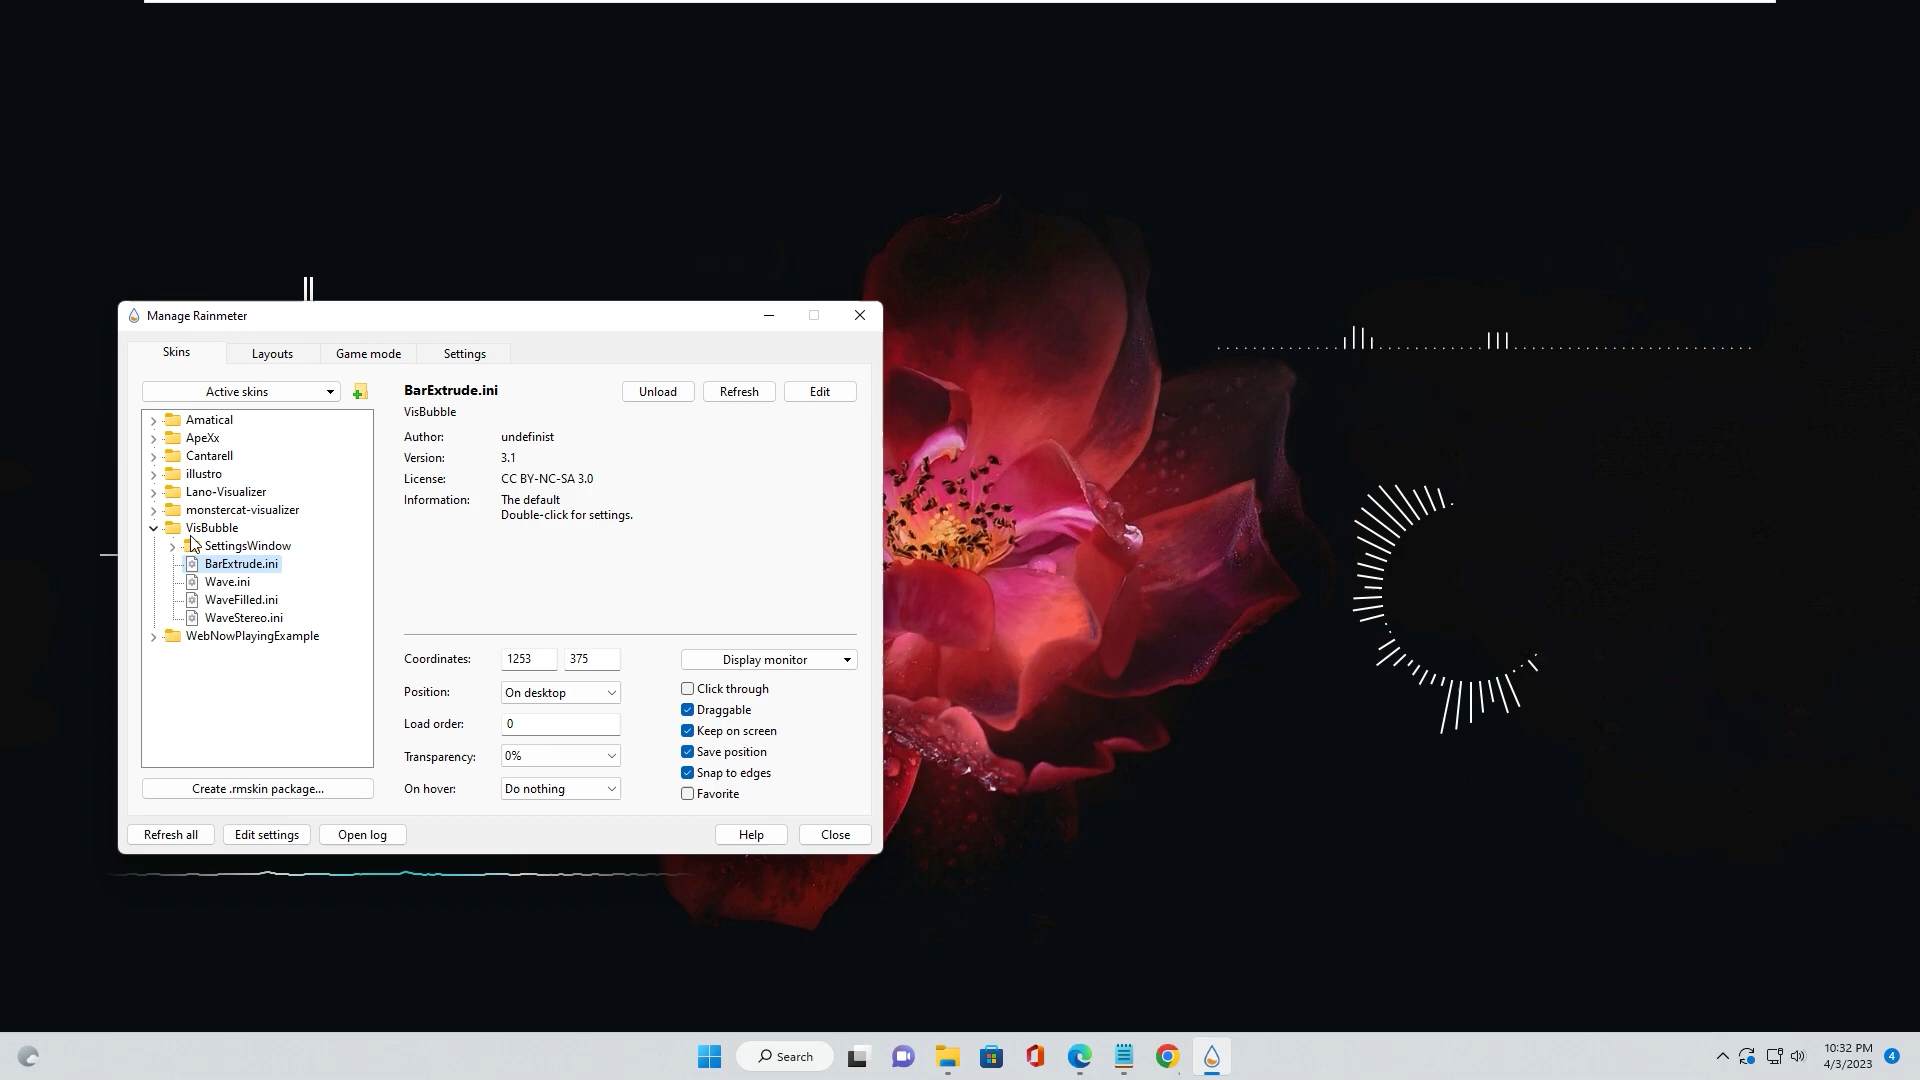 Manage Rainmeter
Skins
Layouts
Game mode
Settings
Active skins
Amatical
ApeXx
Cantarell
illustro
Lano-Visualizer
monstercat-visualizer
VisBubble
SettingsWindow
BarExtrude.ini
Wave.ini
WaveFilled.ini
WaveStereo.ini
WebNowPlayingExample
Create .rmskin package...
BarExtrude.ini
Unload
Refresh
Edit
VisBubble
Author: undefinist
Version: 3.1
License: CC BY-NC-SA 3.0
Information: The default
Double-click for settings.
Coordinates: 1253 375
Position: On desktop
Load order: 0
Transparency: 0%
On hover: Do nothing
Display monitor
Click through
Draggable
Keep on screen
Save position
Snap to edges
Favorite
Refresh all
Edit settings
Open log
Help
Close
Search
10:32 PM
4/3/2023
4